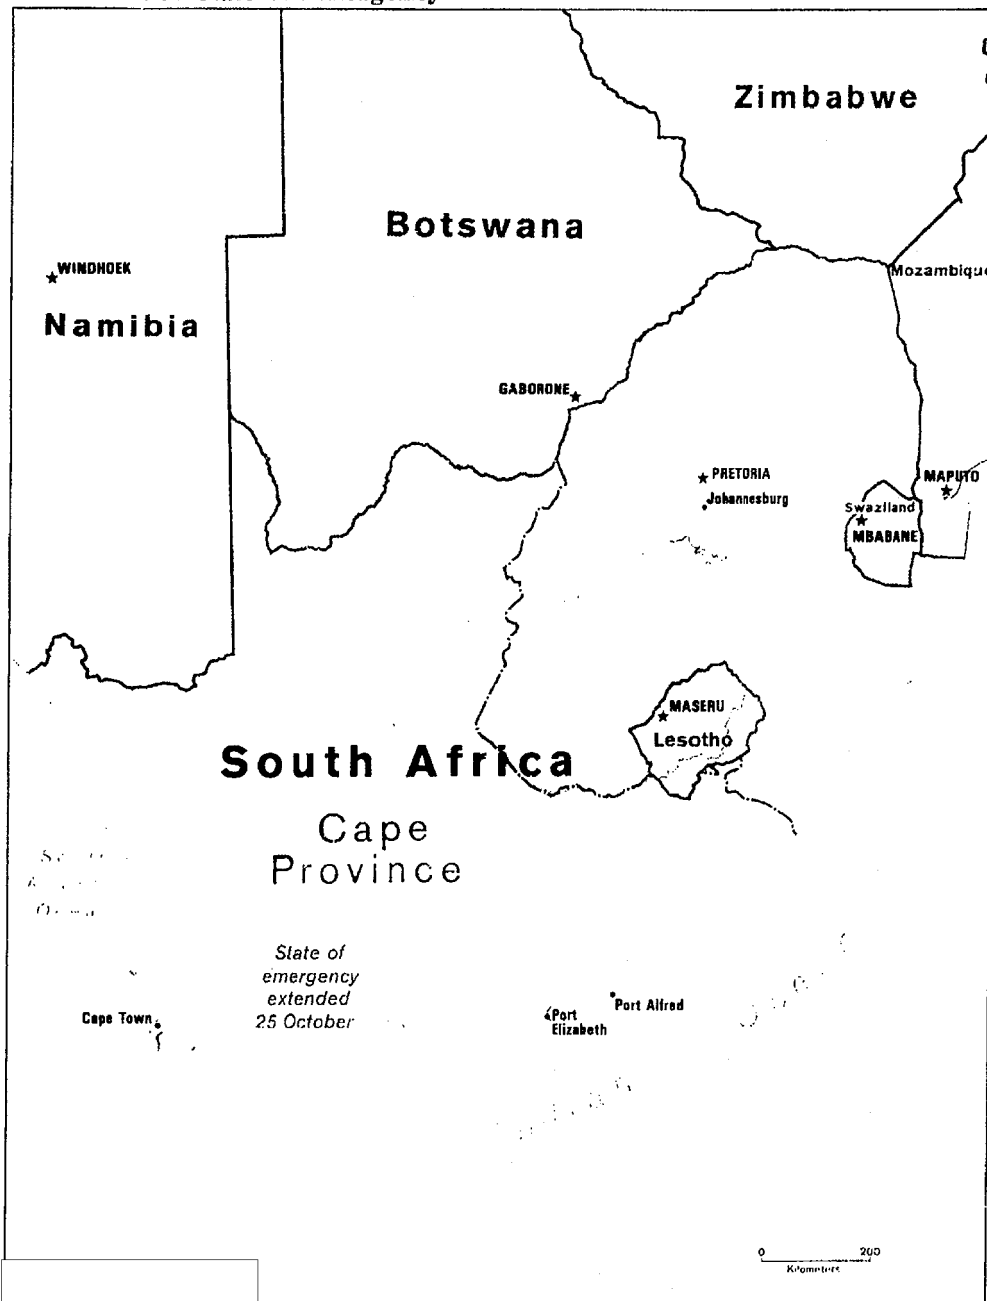 Zimbabwe
Botswana
WINDHOEK
Mozambique
Namibia
GABORONE
PRETORIA
Johannesburg
MAPUTO
Swaziland
MBABANE
MASERU
Lesotho
South Africa
Cape
Province
State of
emergency
extended
25 October
Cape Town
Port Alfred
Port
Elizabeth
0 200
Kilometers